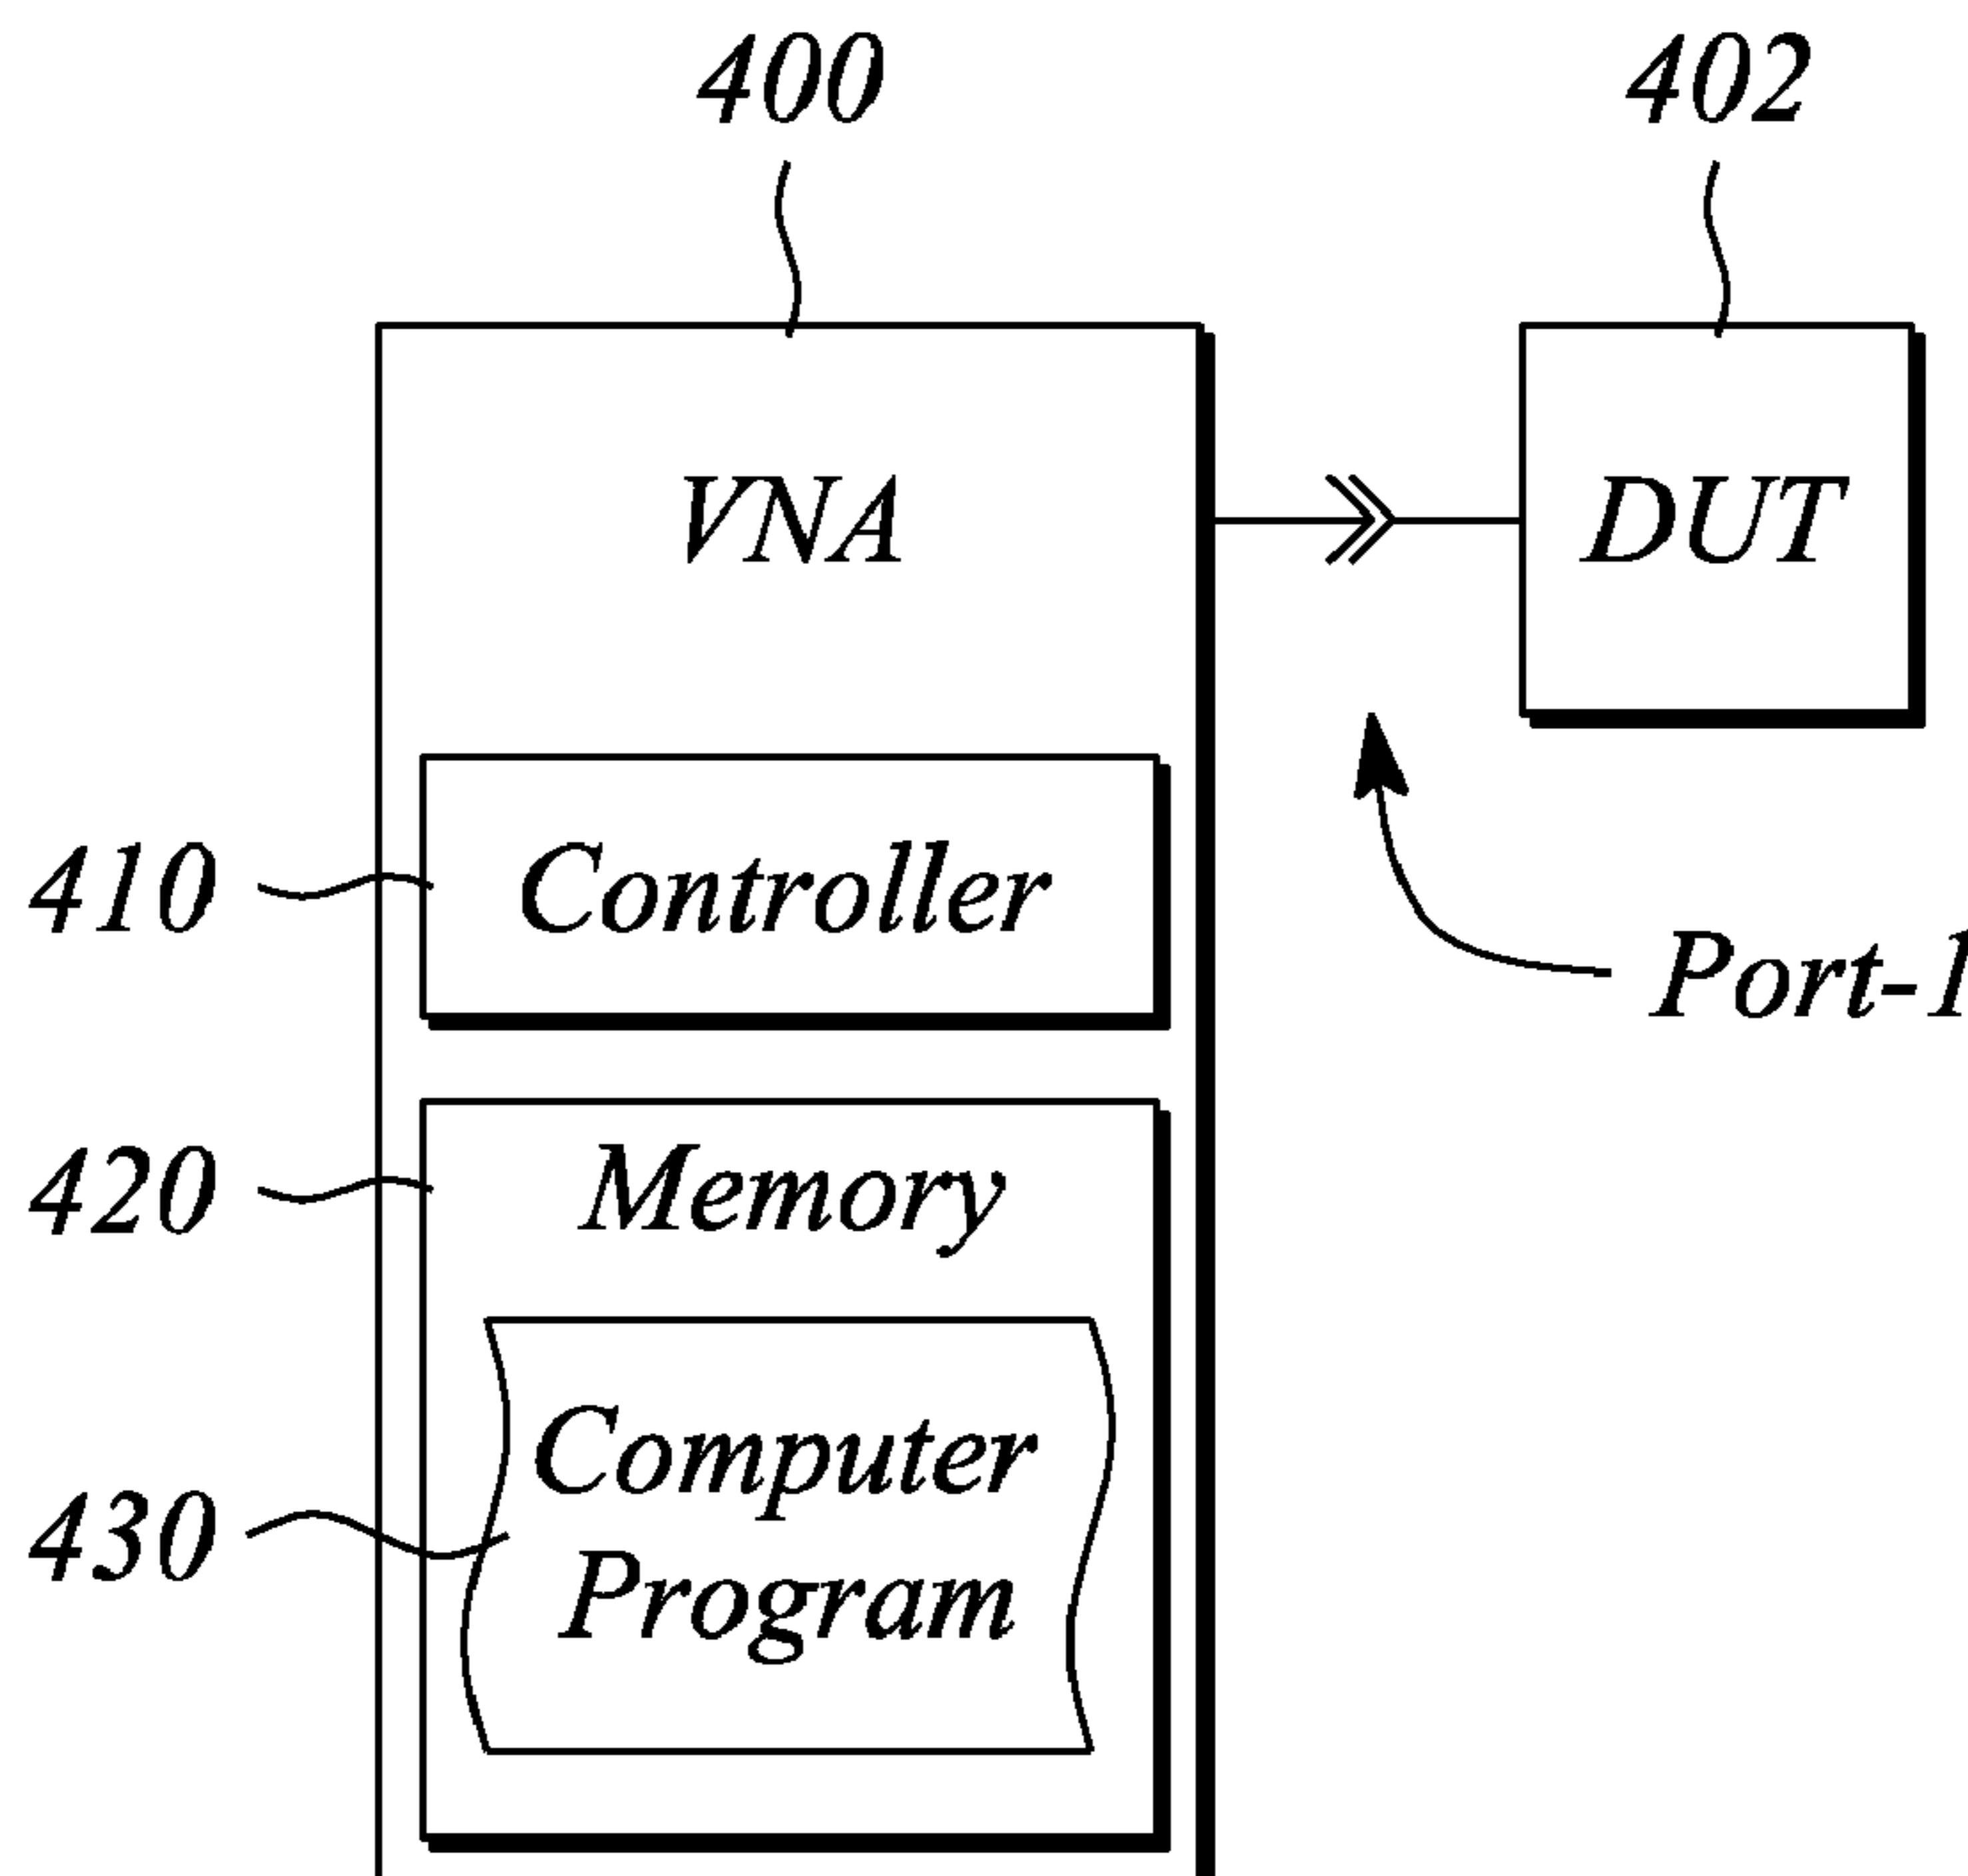 400
402
VNA
DUT
410
Controller
Port-1
420
Memory
430
Computer
Program